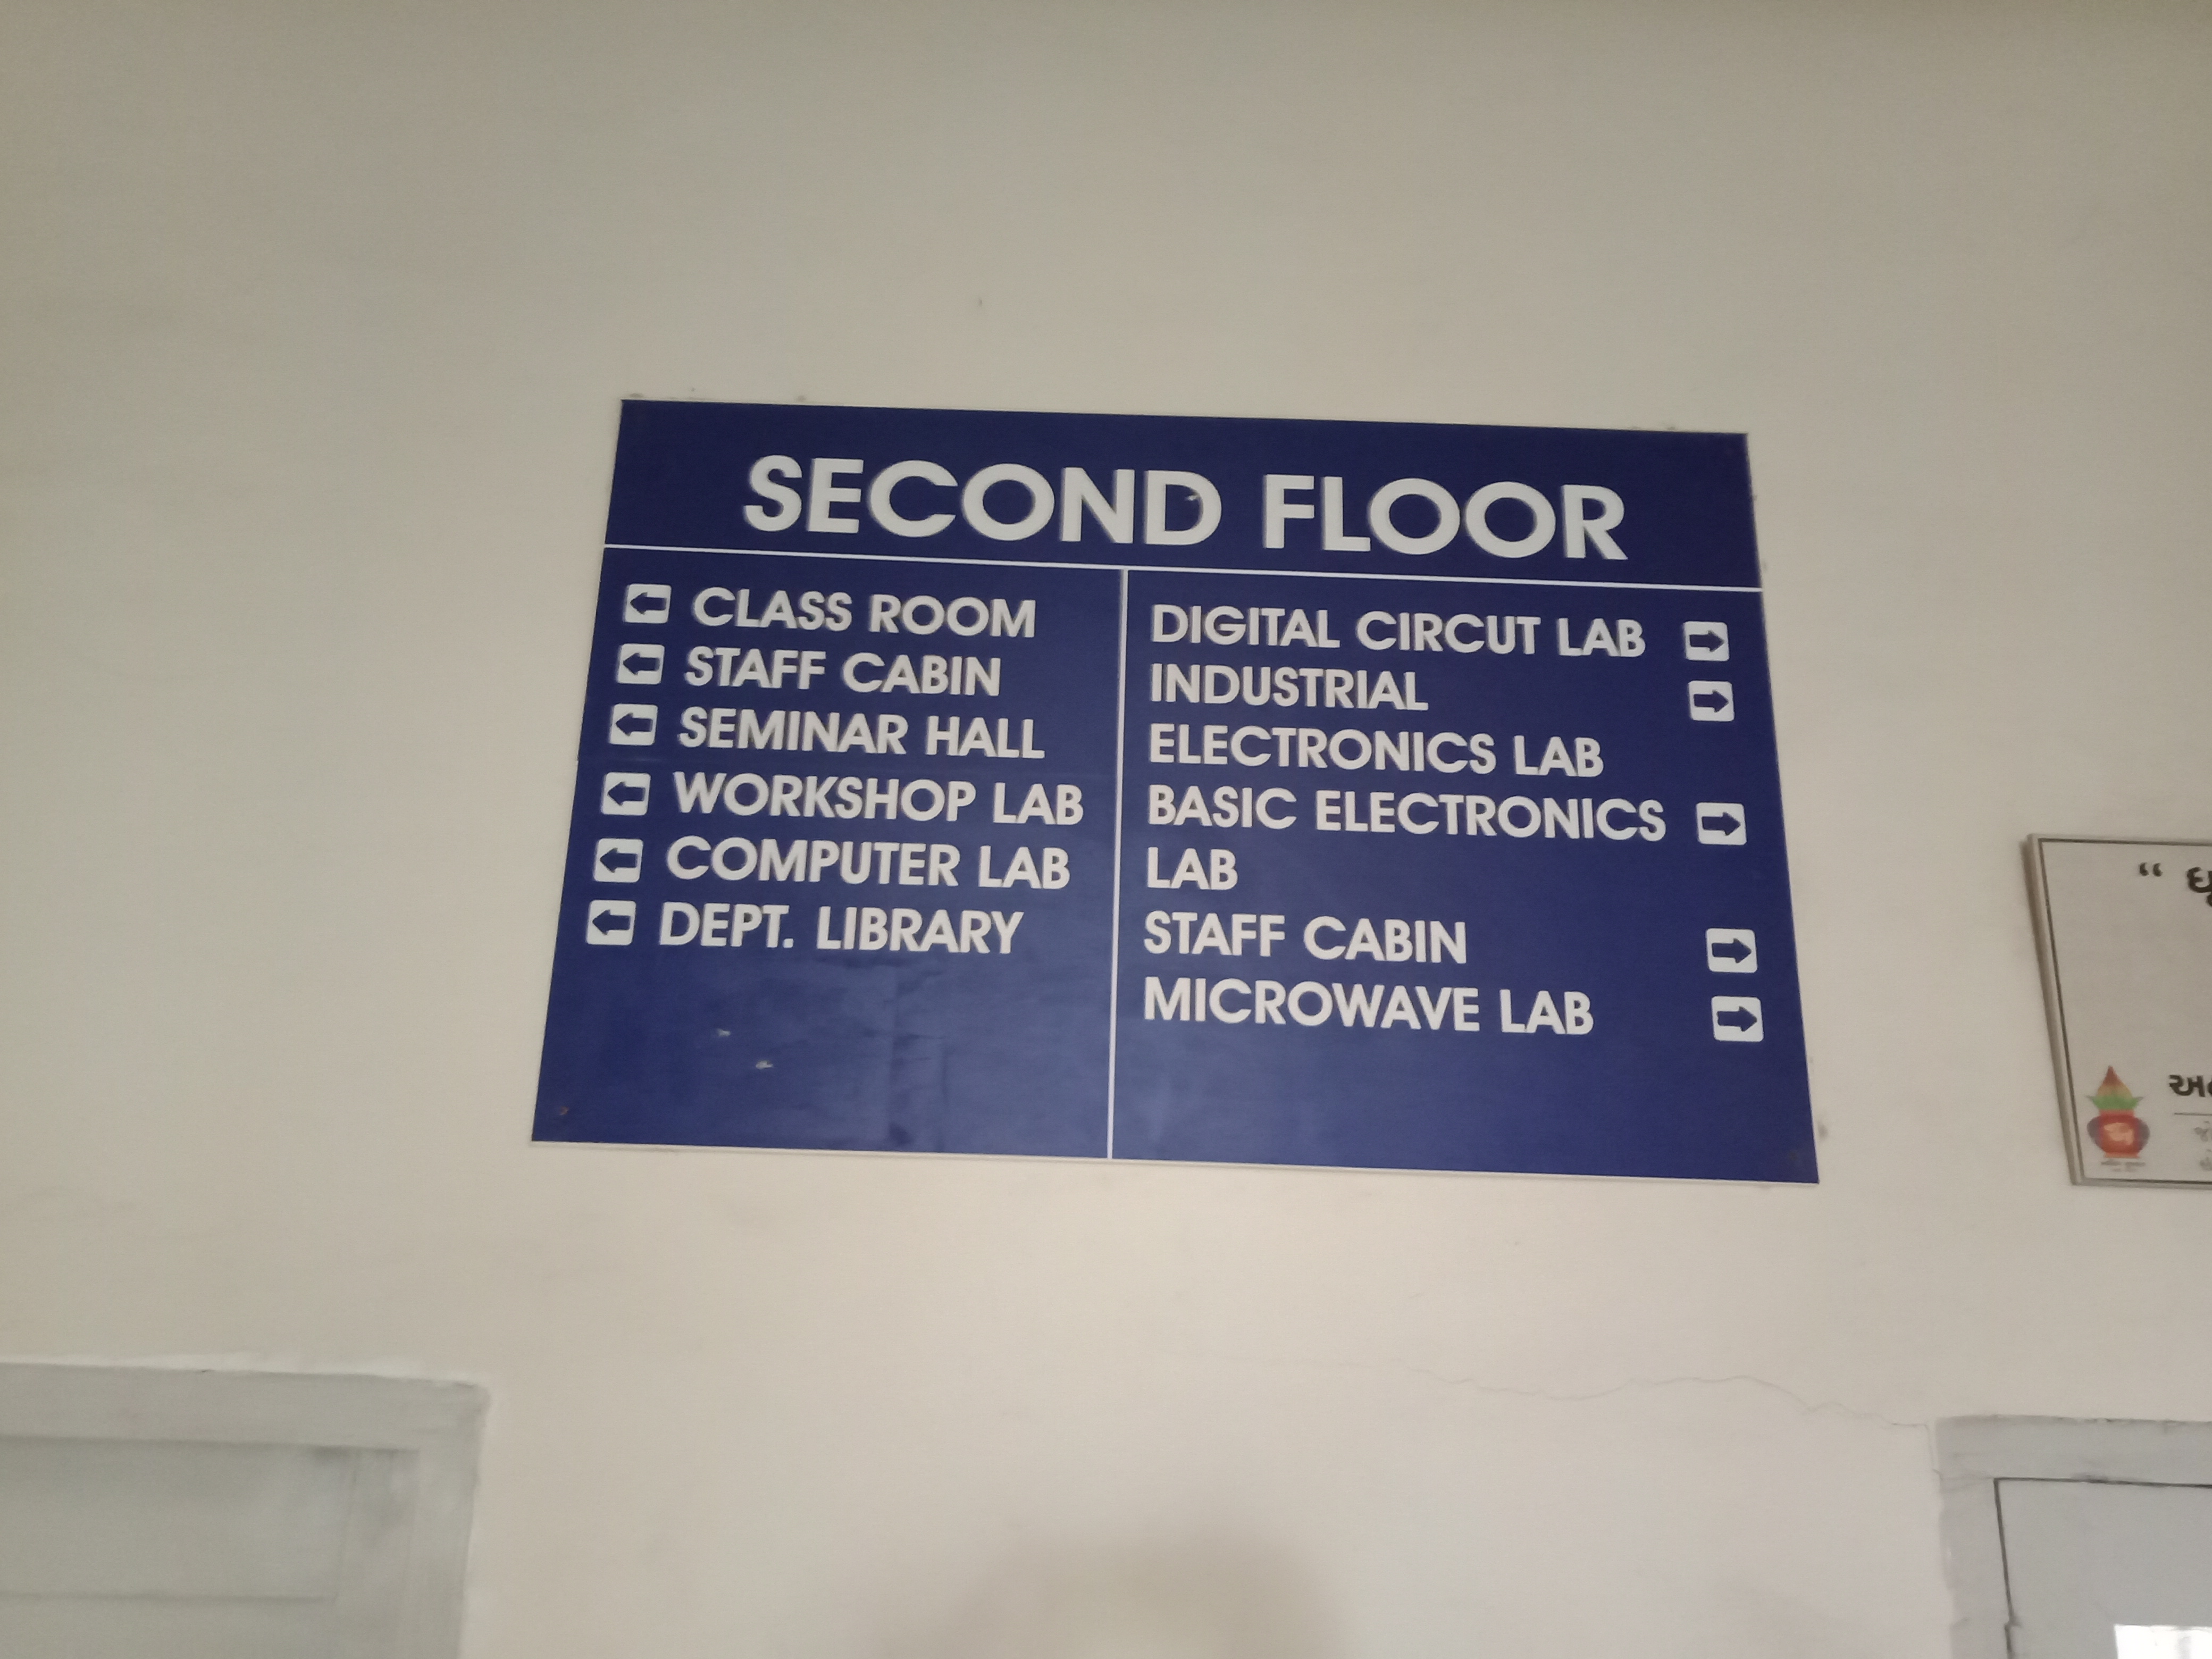 SECOND FLOOR
CLASS ROOM
STAFF CABIN
SEMINAR HALL
WORKSHOP LAB
COMPUTER LAB
DEPT. LIBRARY
DIGITAL CIRCUT LAB
INDUSTRIAL
ELECTRONICS LAB
BASIC ELECTRONICS
LAB
STAFF CABIN
MICROWAVE LAB